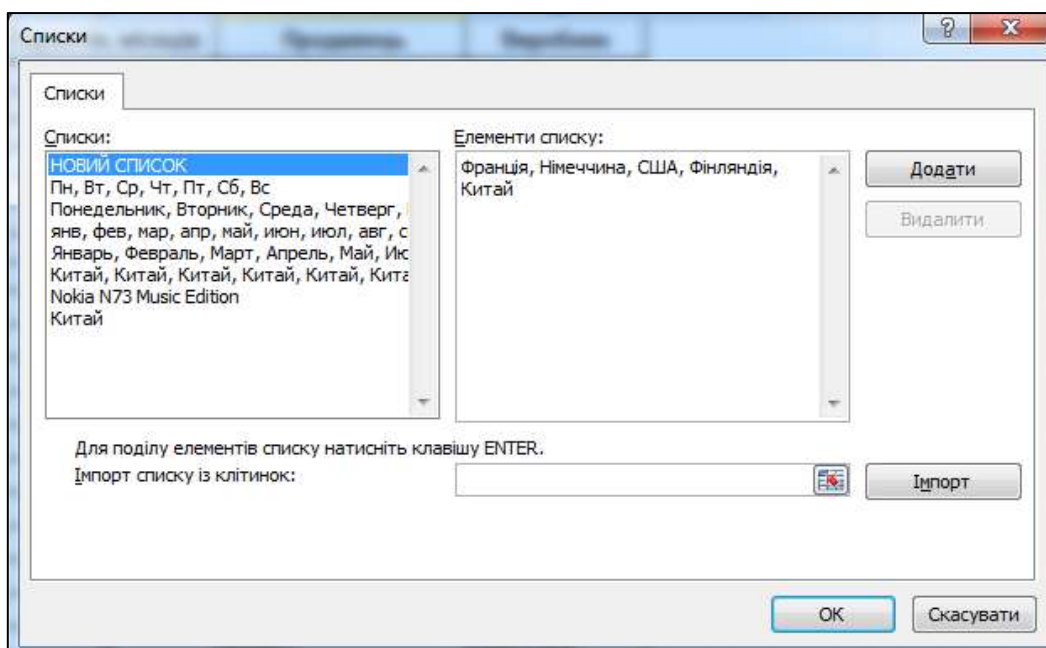 Списки
Списки
Списки:
НОВИЙ СПИСОК
Пн, Вт, Ср, Чт, Пт, Сб, Вс
Понедельник, Вторник, Среда, Четверг,
янв, фев, мар, апр, май, июн, июл, авг, с
Январь, Февраль, Март, Апрель, Май, Ию
Китай, Китай, Китай, Китай, Китай, Кита
Nokia N73 Music Edition
Китай
Елементи списку:
Франція, Німеччина, США, Фінляндія,
Китай
Додати
Видалити
Для поділу елементів списку натисніть клавішу ENTER.
Імпорт списку із клітинок:
Імпорт
ОК
Скасувати